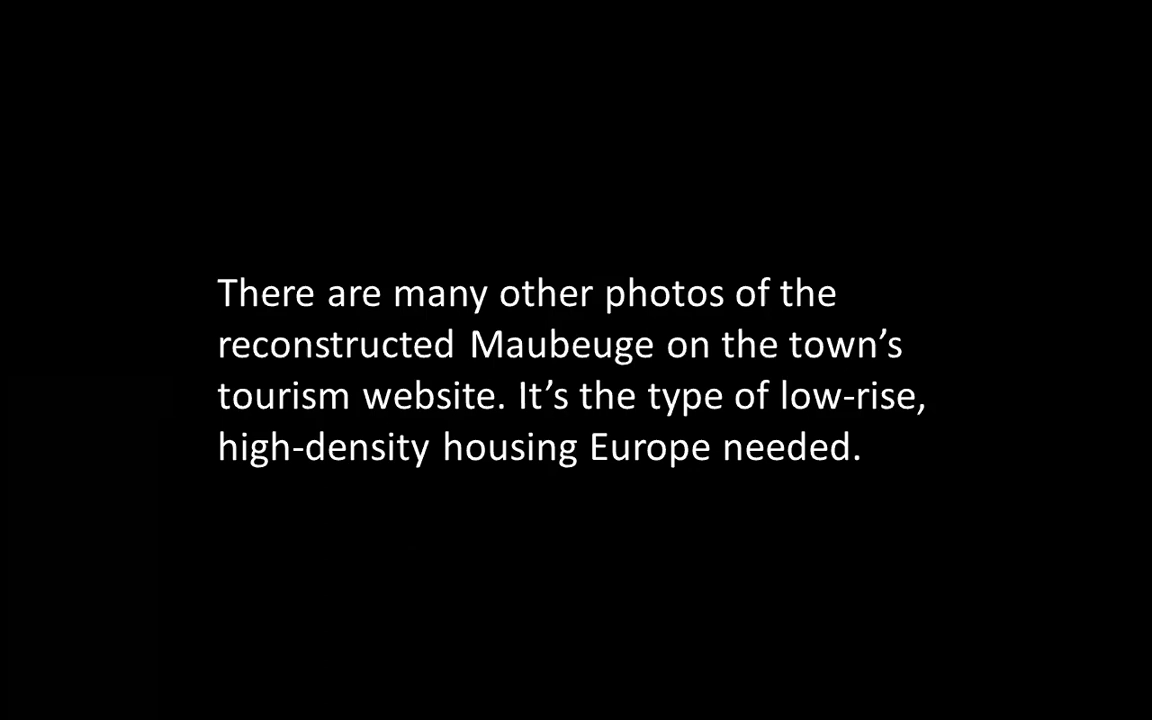 There are many other photos of the
reconstructed Maubeuge on the town’s
tourism website. It’s the type of low-rise,
high-density housing Europe needed.